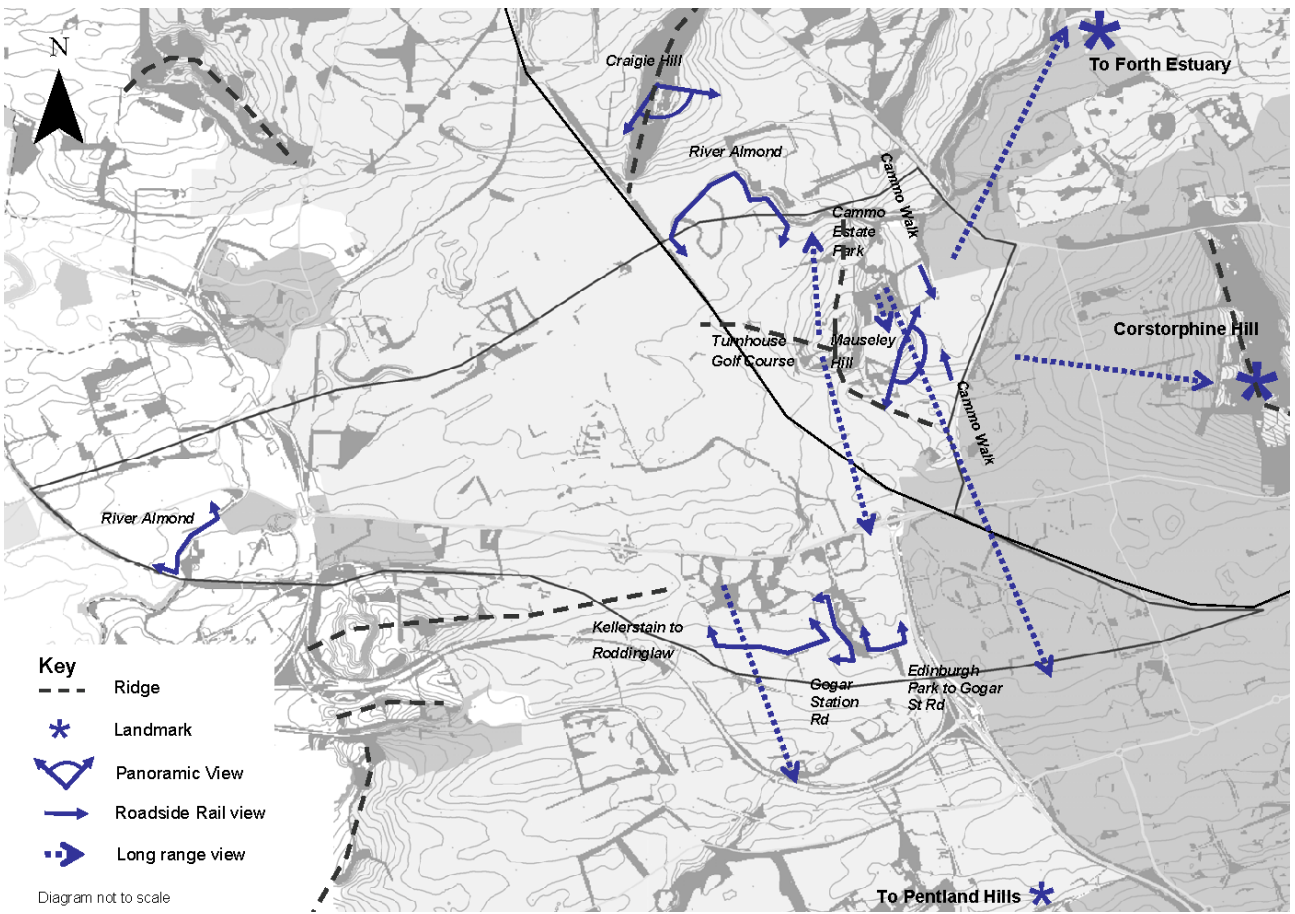 N
Craigie Hill
To Forth Estuary
River Almond
Cammo Walk
Cammo
Estate
Park
Corstorphine Hill
Turnhouse
Golf Course
Mauseley
Hill
Cammo Walk
River Almond
Kellerstain to
Roddinglaw
Gogar
Station
Rd
Edinburgh
Park to Gogar
St Rd
Key
Ridge
Landmark
Panoramic View
Roadside Rail view
Long range view
Diagram not to scale
To Pentland Hills